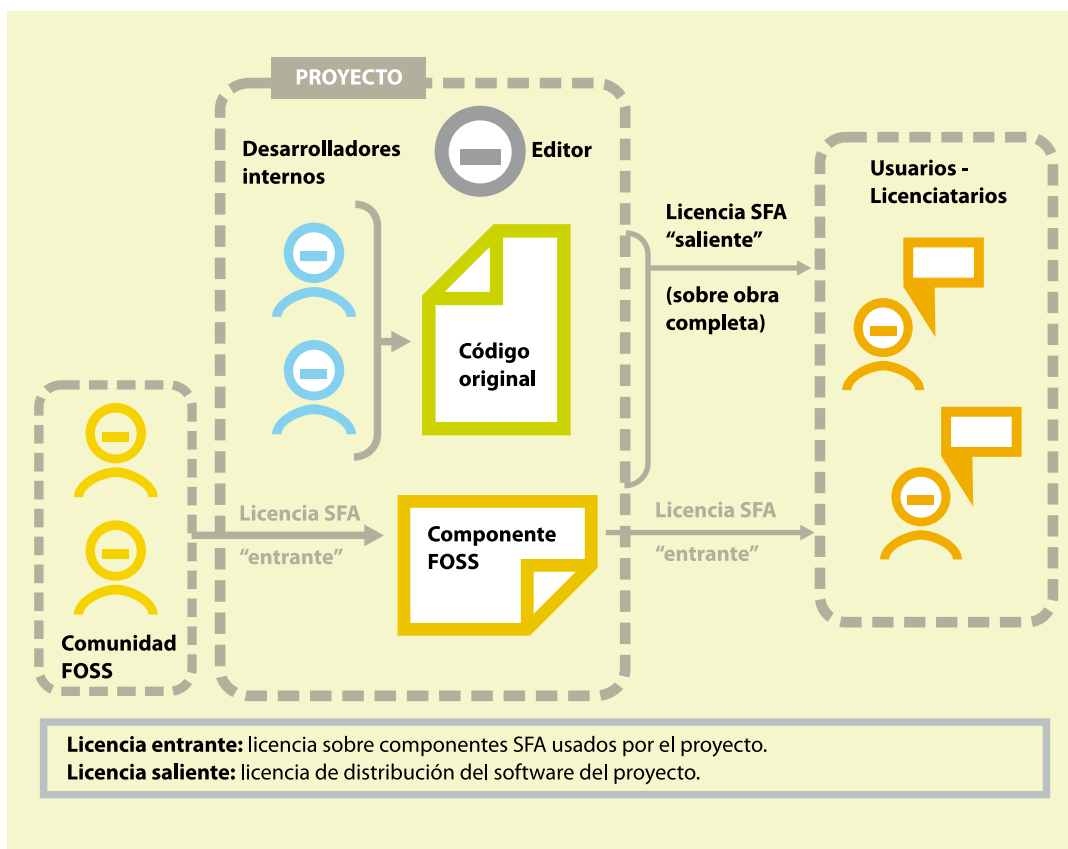 PROYECTO
Desarrolladores
internos
Editor
Código
original
Licencia SFA
“saliente”
(sobre obra
completa)
Usuarios -
Licenciatarios
Comunidad
FOSS
Licencia SFA
“entrante”
Componente
FOSS
Licencia SFA
“entrante”
Licencia entrante: licencia sobre componentes SFA usados por el proyecto.
Licencia saliente: licencia de distribución del software del proyecto.